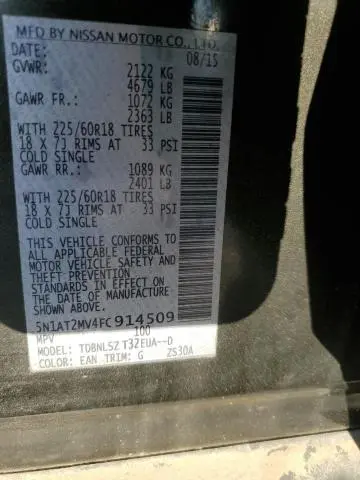 MFD BY NISSAN MOTOR CO., LTD.
DATE: 08/15
GVWR: 2122 KG
4679 LB
GAWR FR.: 1072 KG
2363 LB
WITH 225/60R18 TIRES
18 X 7J RIMS AT 33 PSI
COLD SINGLE
GAWR RR.: 1089 KG
2401 LB
WITH 225/60R18 TIRES
18 X 7J RIMS AT 33 PSI
COLD SINGLE
THIS VEHICLE CONFORMS TO
ALL APPLICABLE FEDERAL
MOTOR VEHICLE SAFETY AND
THEFT PREVENTION
STANDARDS IN EFFECT ON
THE DATE OF MANUFACTURE
SHOWN ABOVE.
5N1AT2MV4FC914509
MPV 100
MODEL: TDBNLSZ T32EUA--D
COLOR: EAN TRIM: G ZS30A